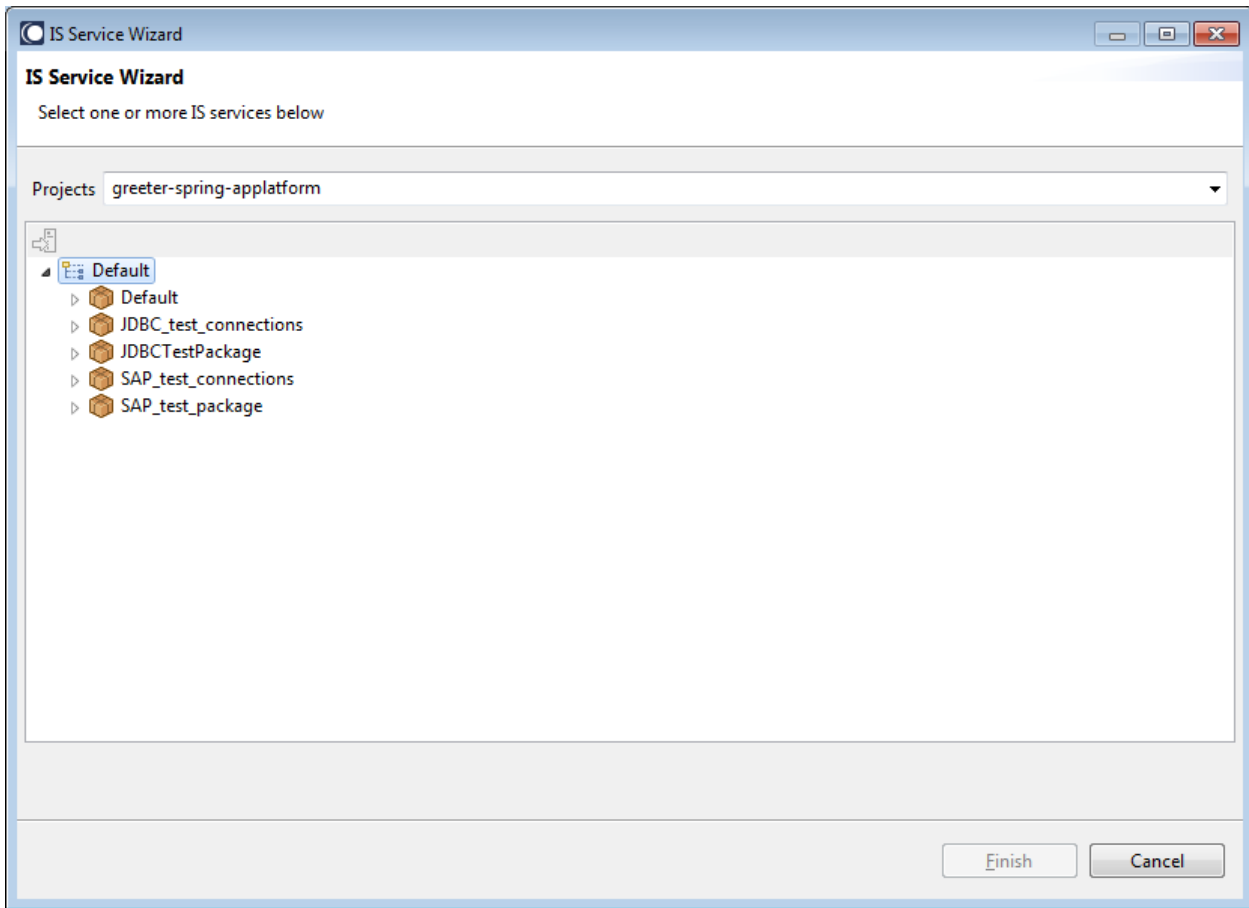 IS Service Wizard
IS Service Wizard
Select one or more IS services below
Projects greeter-spring-applatform
Default
Default
JDBC_test_connections
JDBCTestPackage
SAP_test_connections
SAP_test_package
Finish Cancel